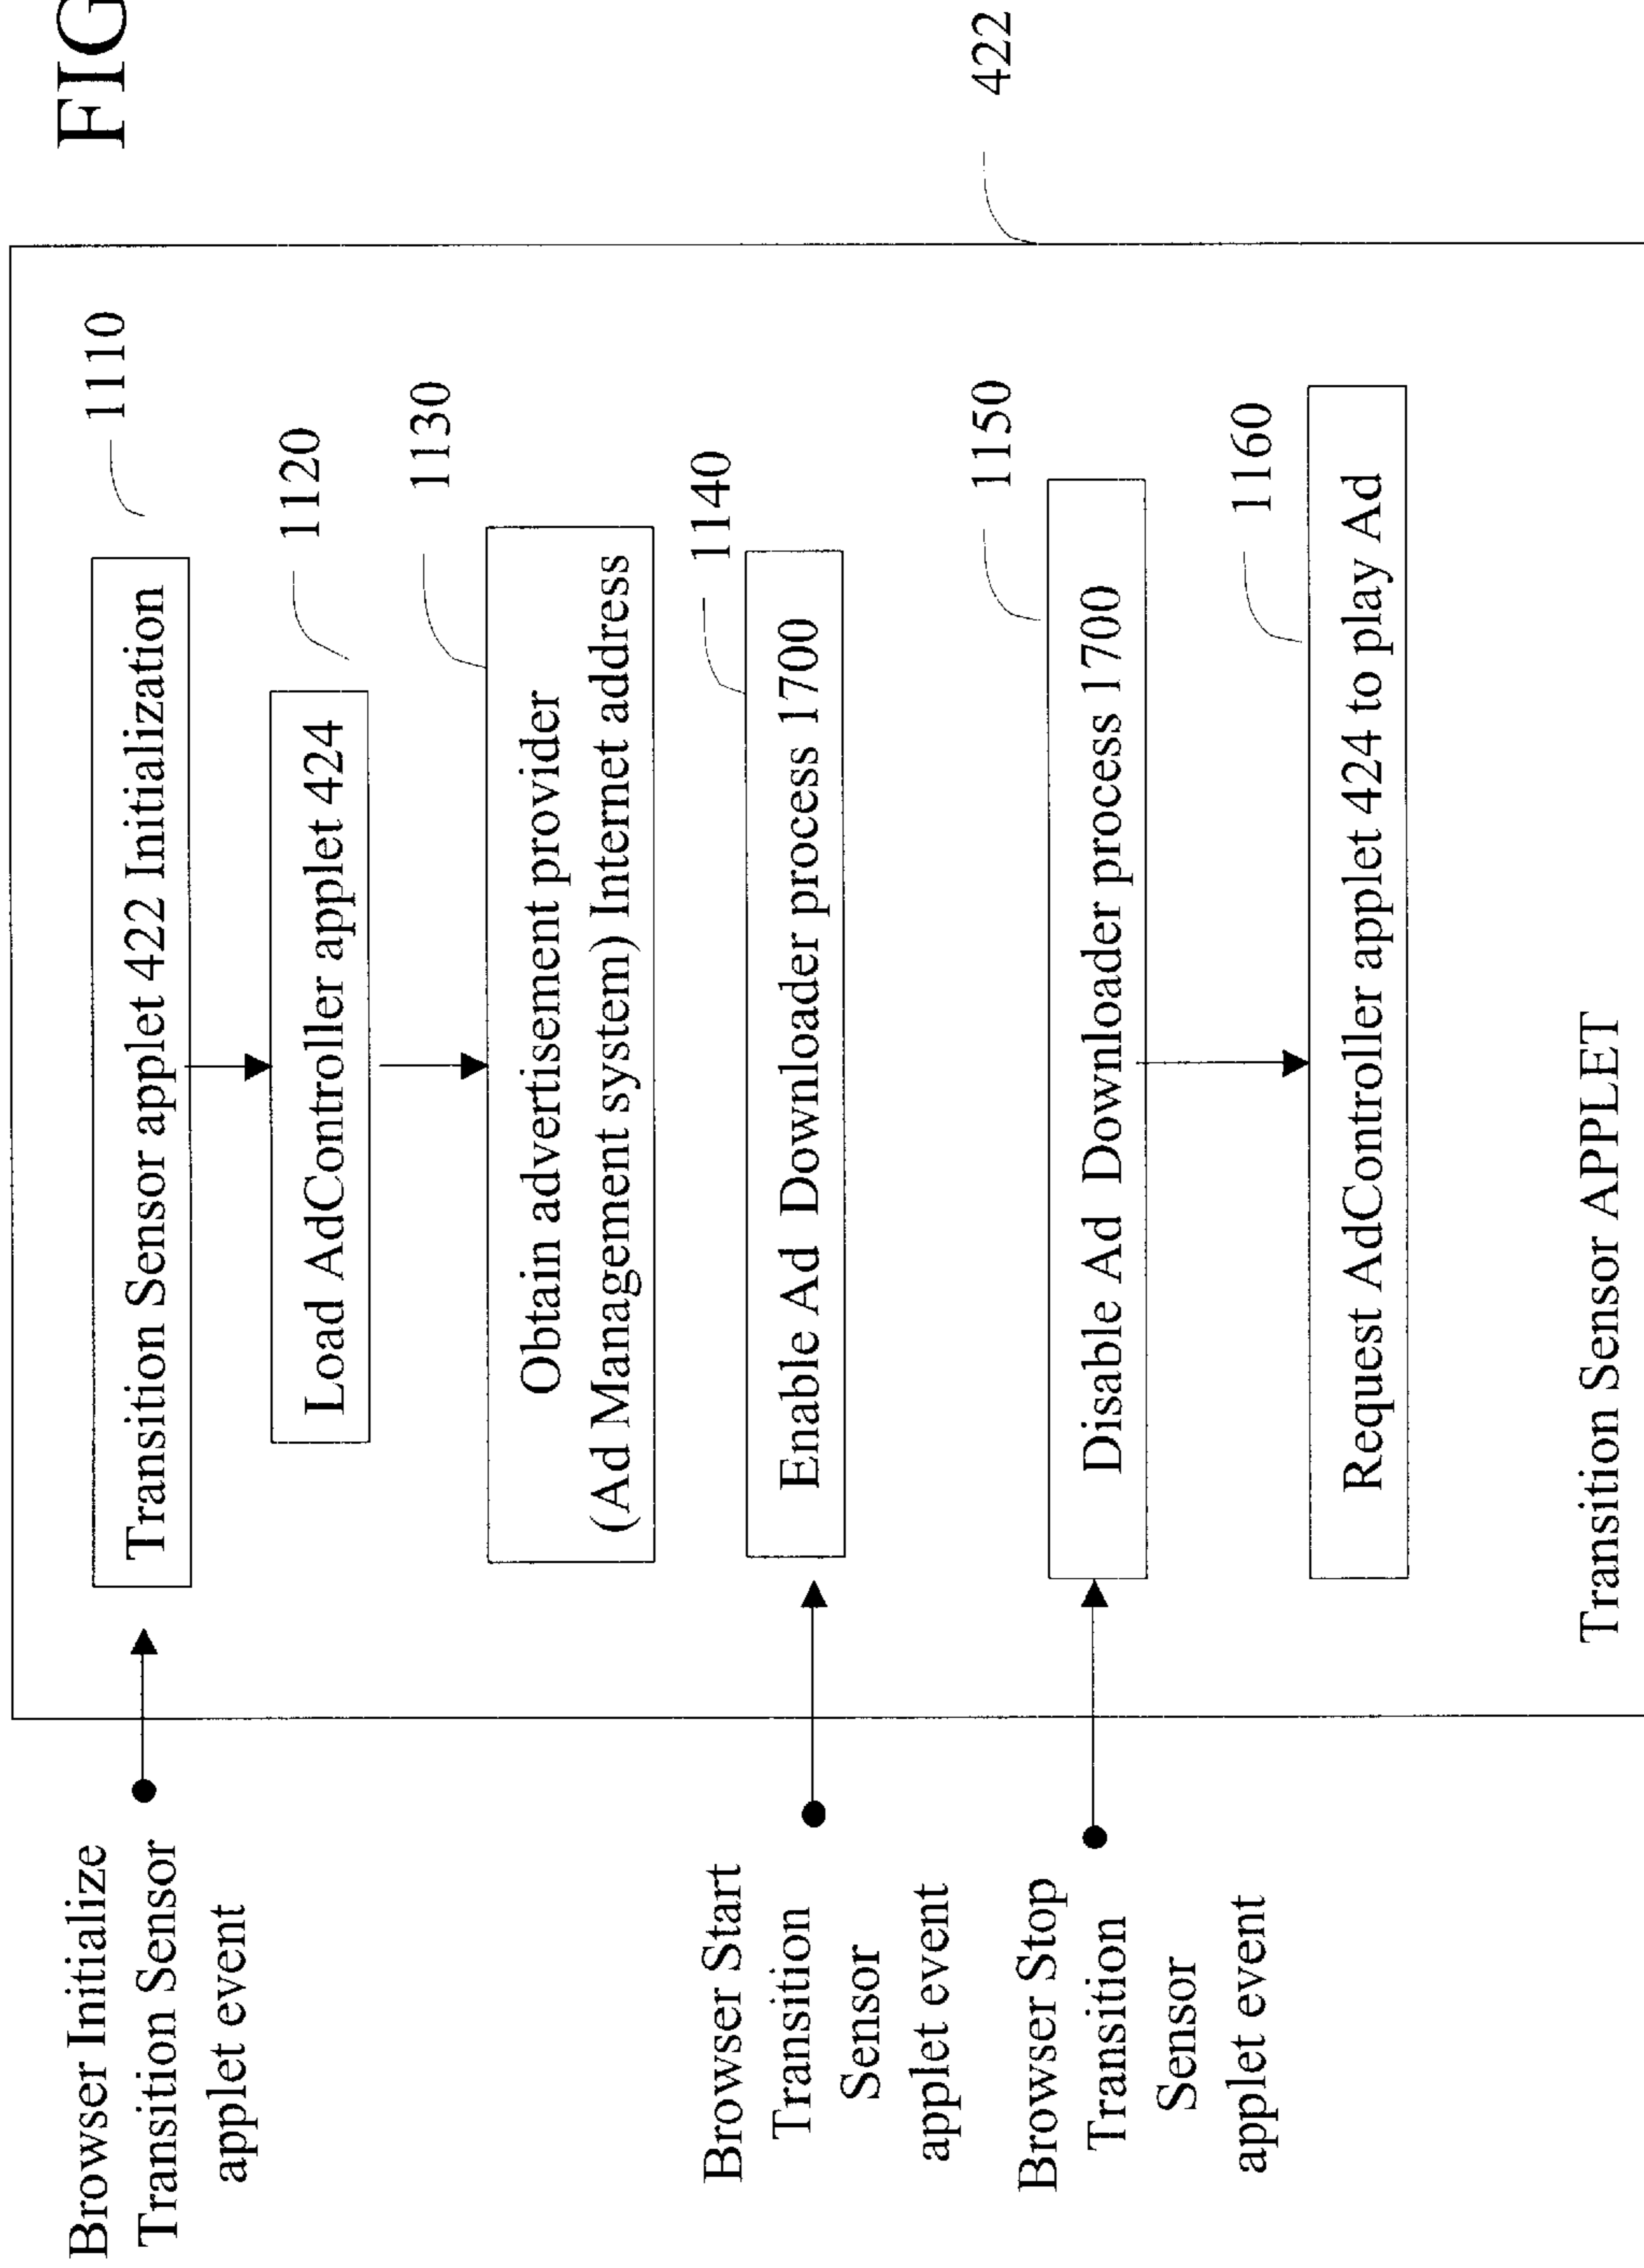 FIG
Browser Initialize
Transition Sensor
applet event
Transition Sensor applet 422 Initialization
1110
Load AdController applet 424
1120
Obtain advertisement provider
(Ad Management system) Internet address
1130
Browser Start
Transition
Sensor
applet event
Enable Ad Downloader process 1700
1140
422
Browser Stop
Transition
Sensor
applet event
Disable Ad Downloader process 1700
1150
Request AdController applet 424 to play Ad
1160
Transition Sensor APPLET